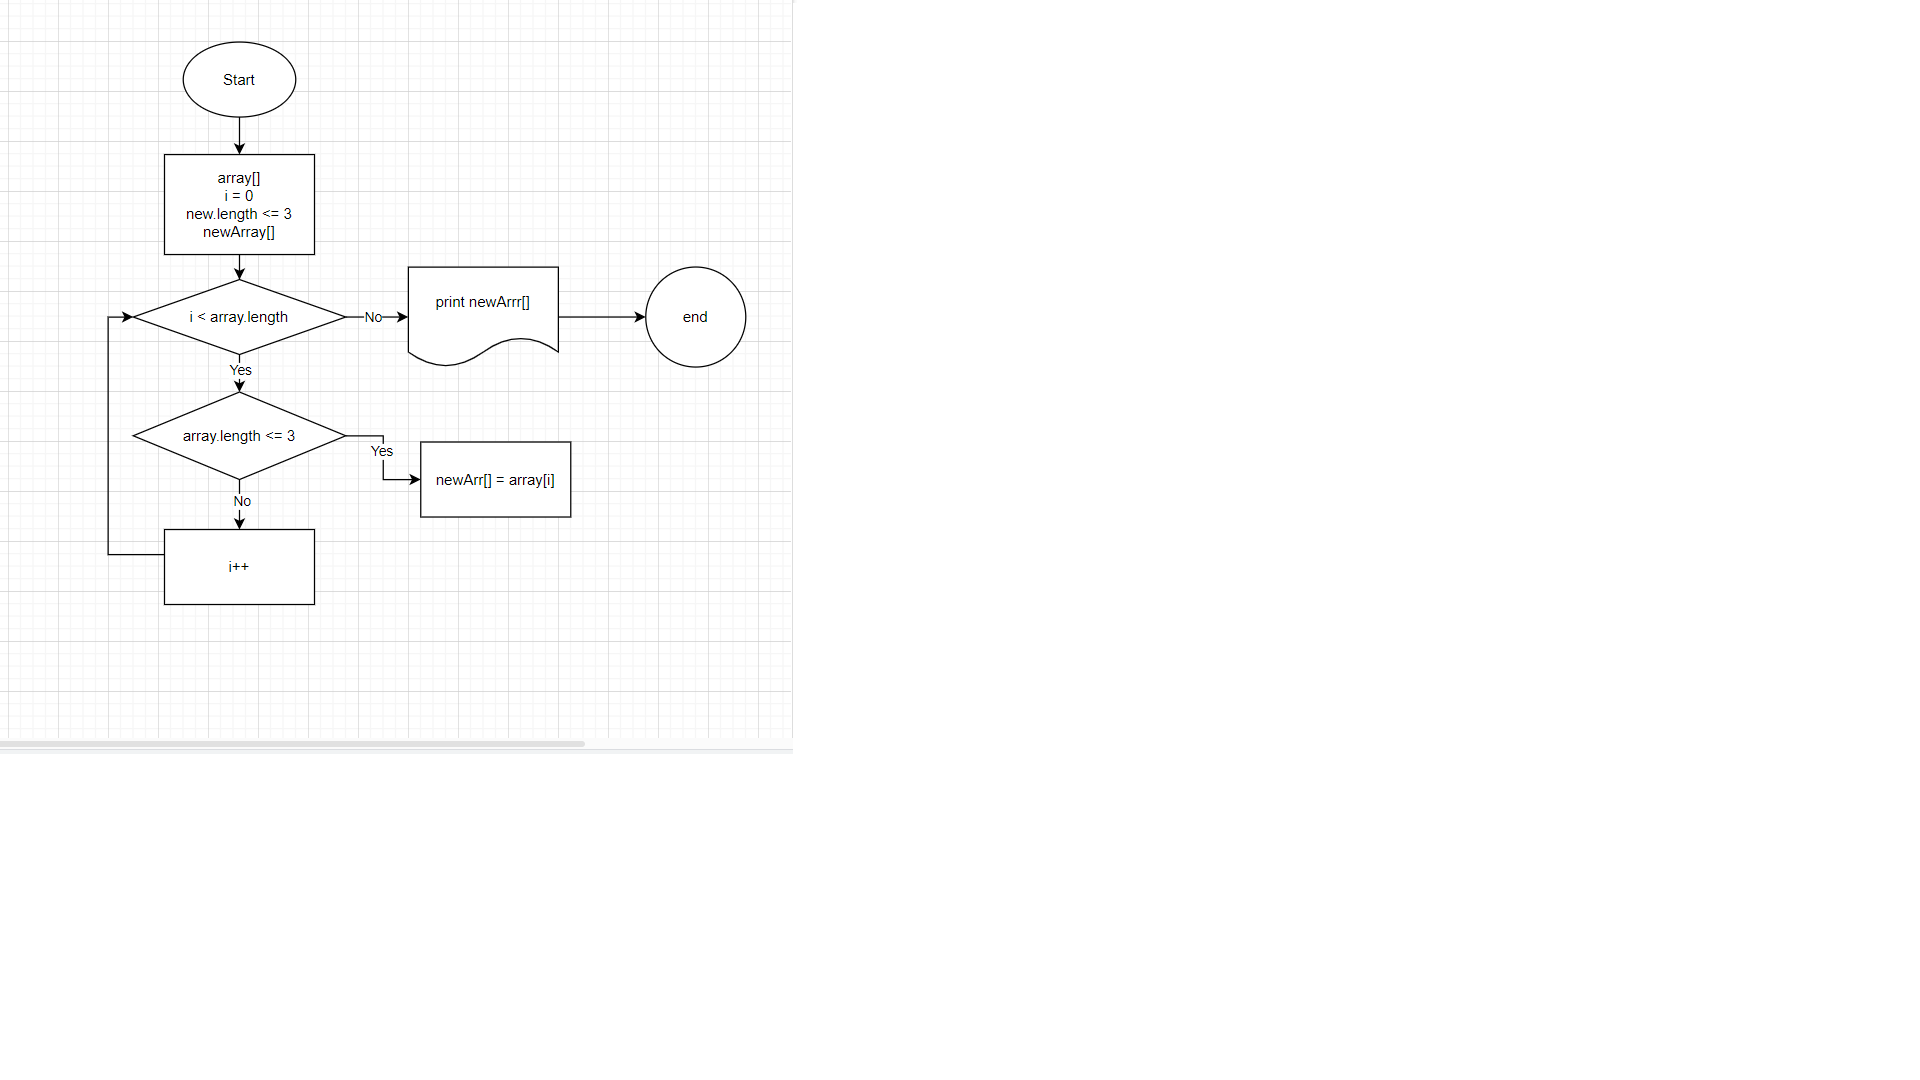 Start
array[]
i = 0
new.length <= 3
newArray[]
i < array.length
No
print newArrr[]
end
Yes
array.length <= 3
Yes
newArr[] = array[i]
No
i++